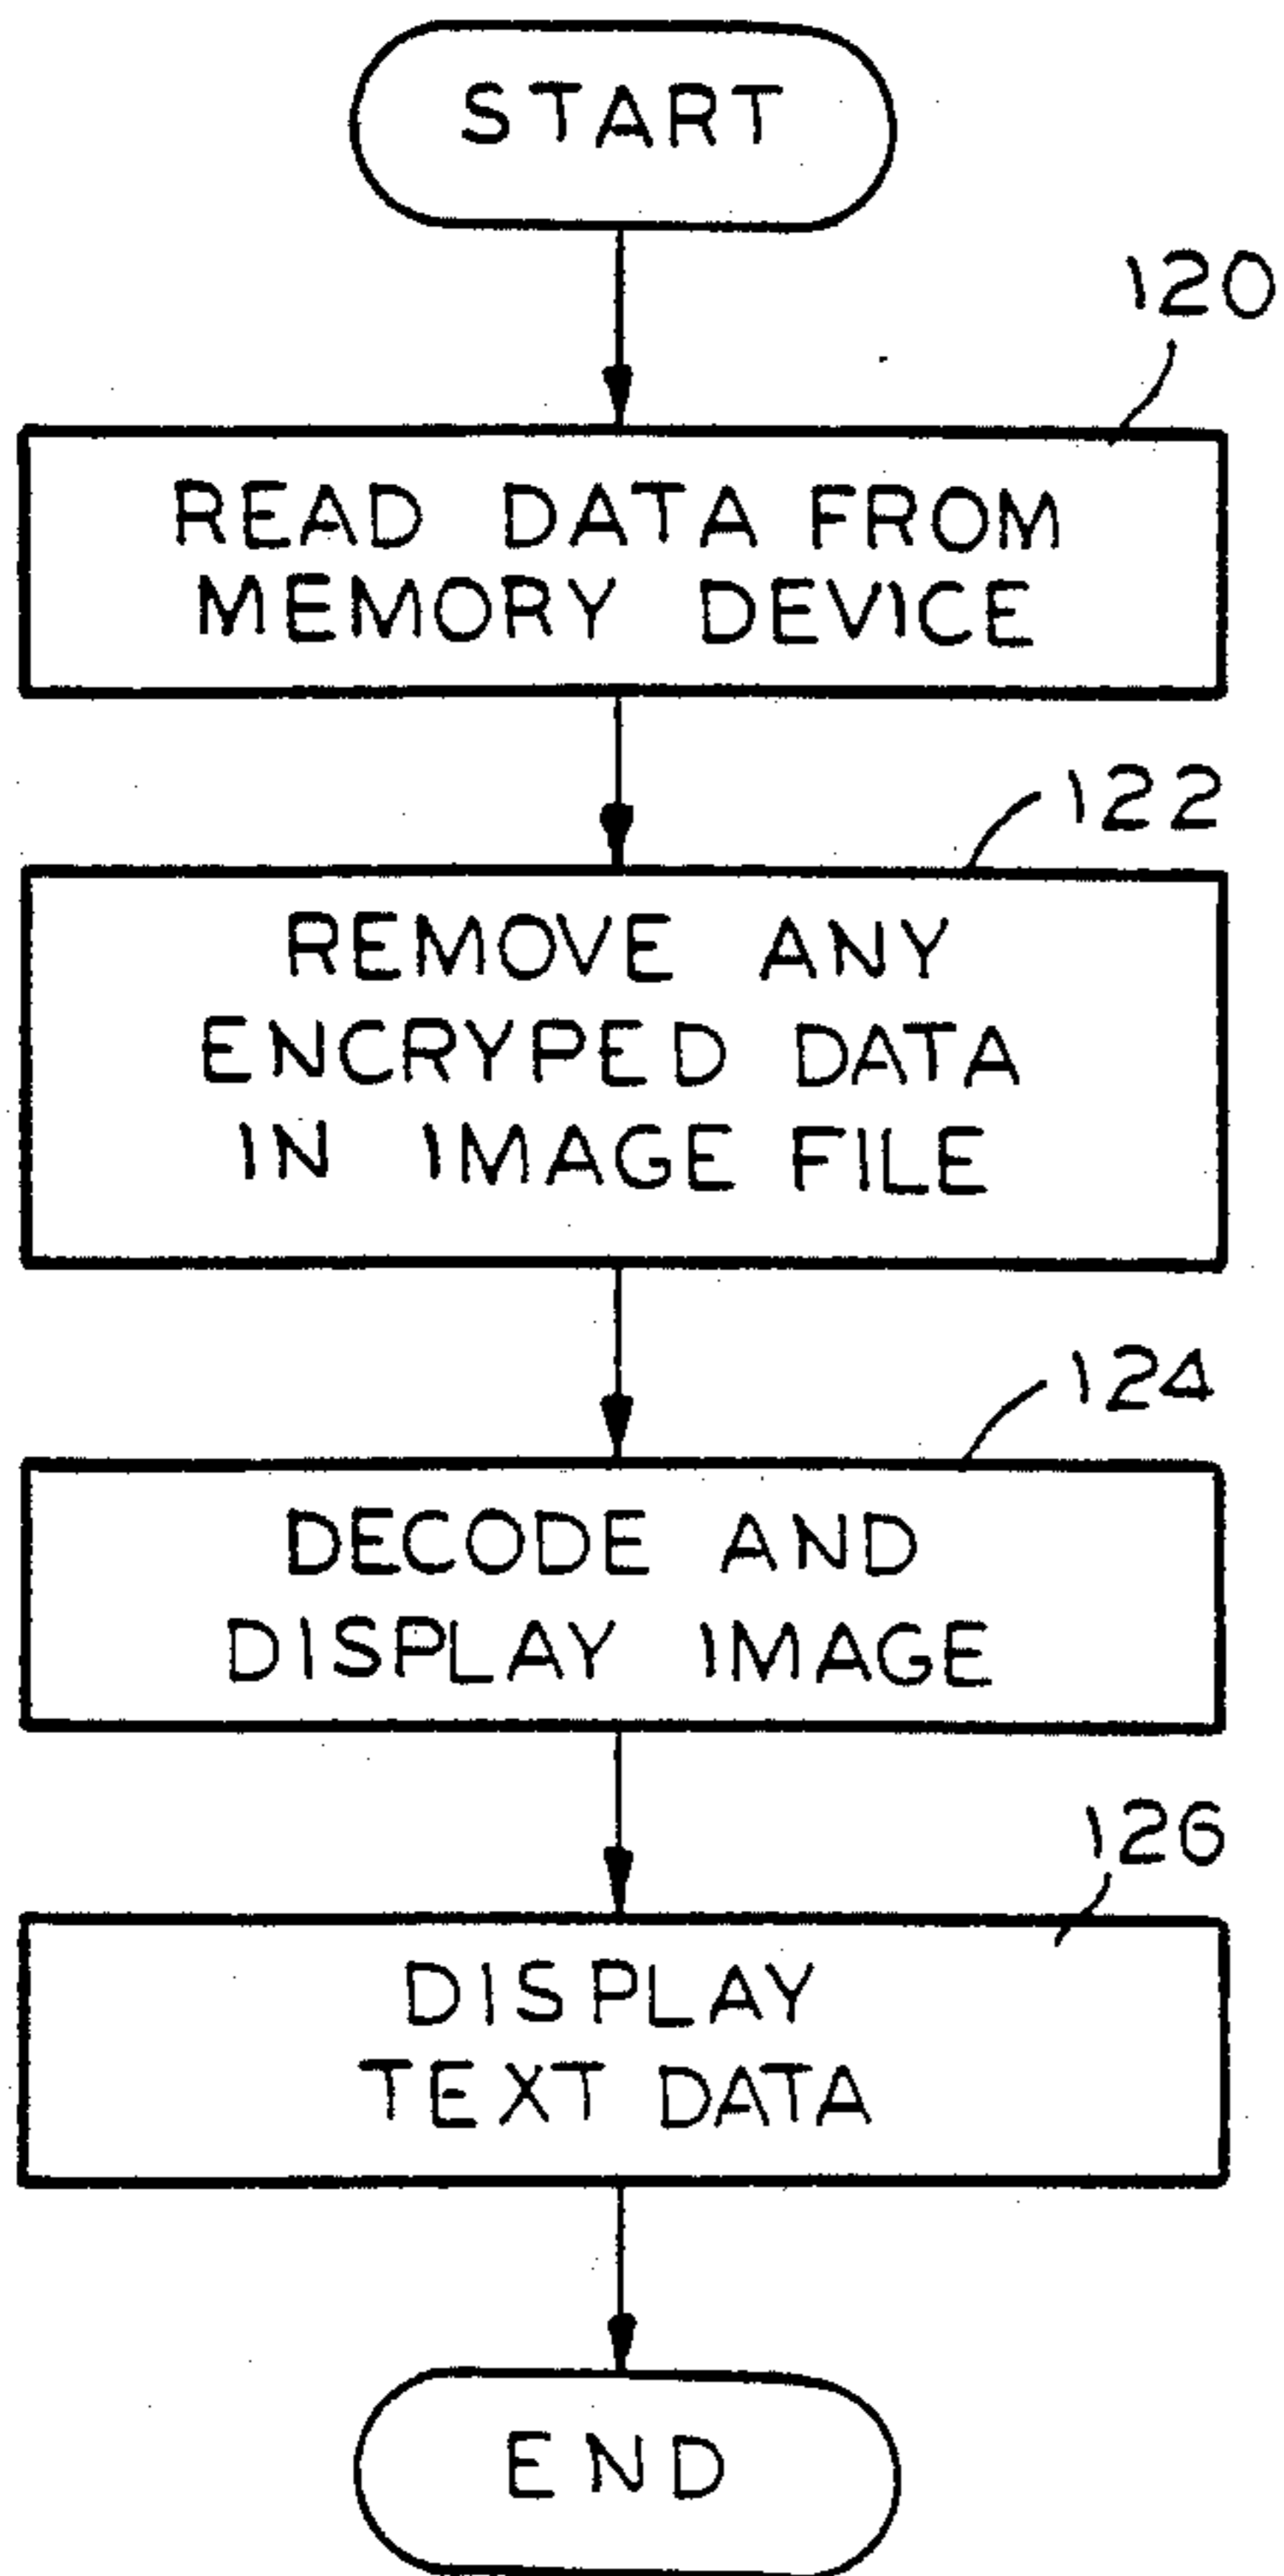 START
120
READ DATA FROM
MEMORY DEVICE
122
REMOVE ANY
ENCRYPED DATA
IN IMAGE FILE
124
DECODE AND
DISPLAY IMAGE
126
DISPLAY
TEXT DATA
END